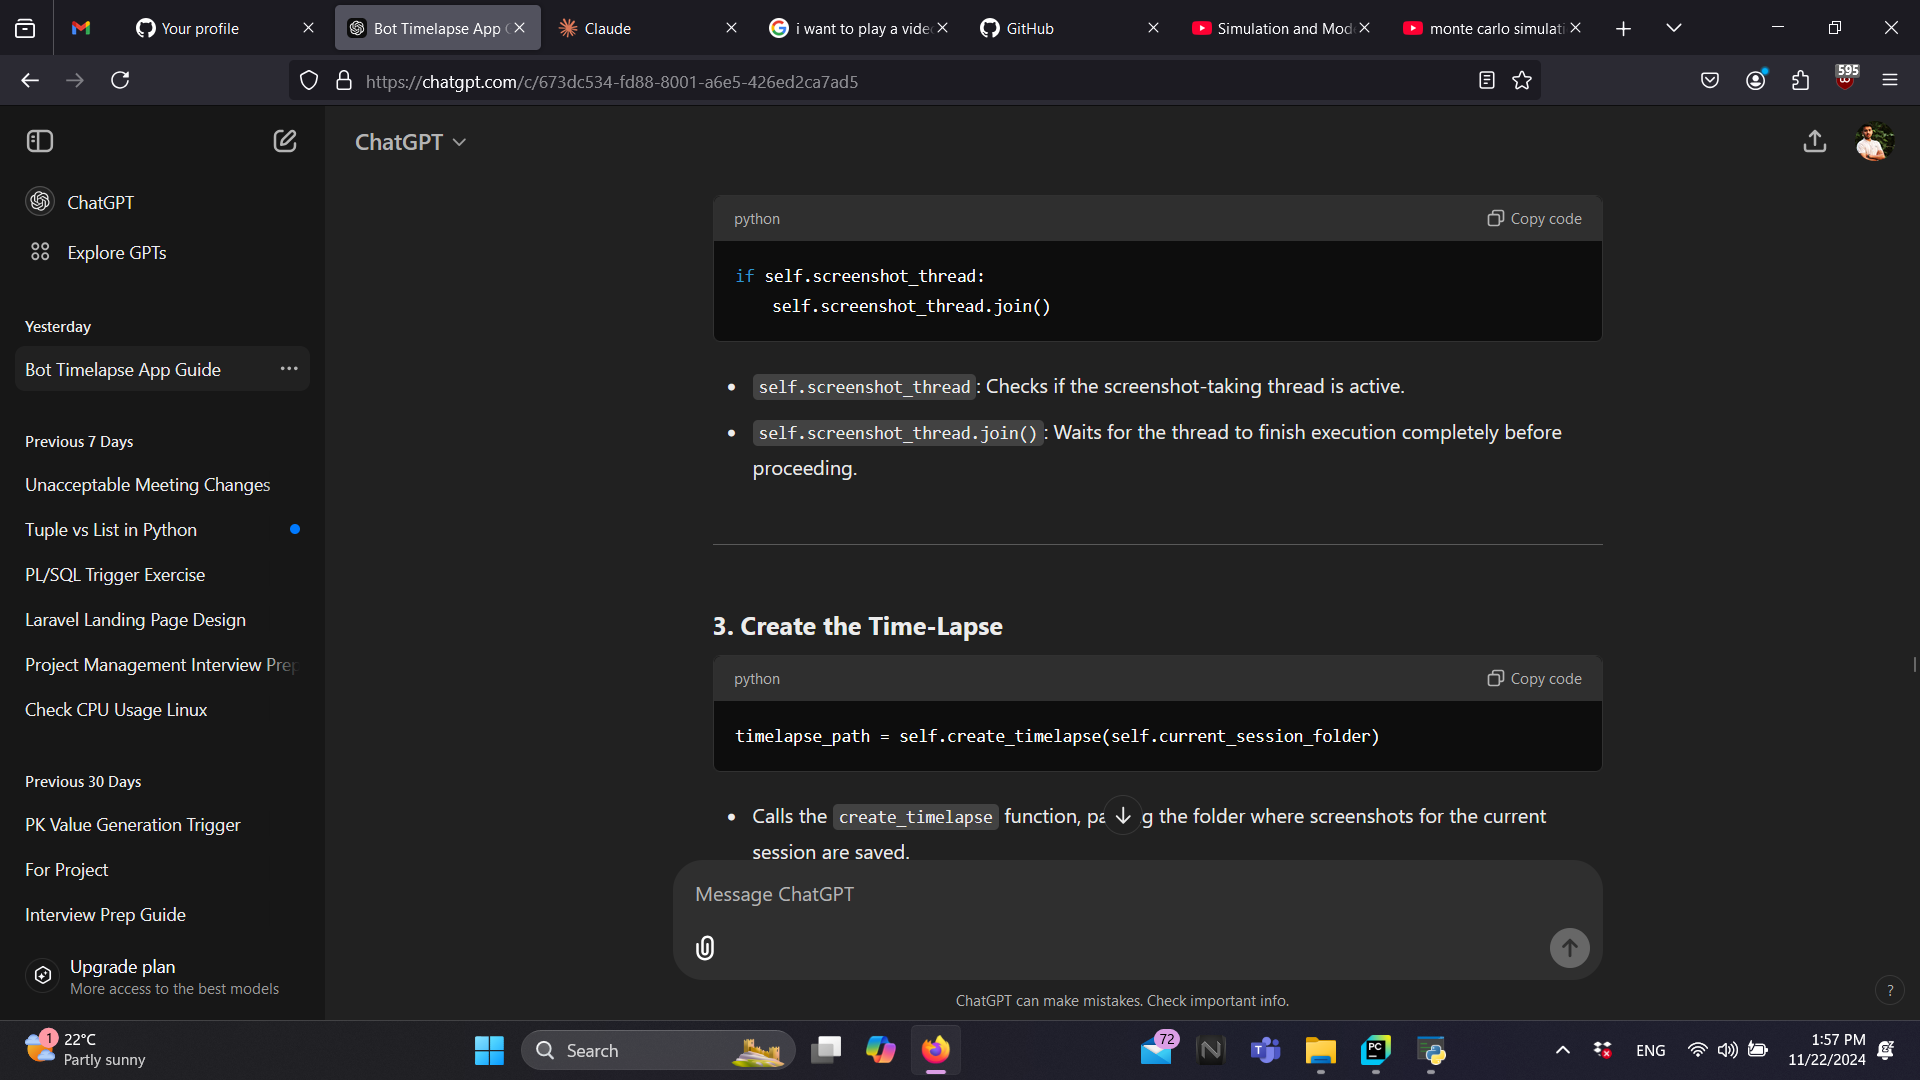 Your profile
Bot Timelapse App
Claude
i want to play a vide
GitHub
Simulation and Mod
monte carlo simulati
https://chatgpt.com/c/673dc534-fd88-8001-a6e5-426ed2ca7ad5
595
ChatGPT
ChatGPT
Explore GPTs
Yesterday
Bot Timelapse App Guide
Previous 7 Days
Unacceptable Meeting Changes
Tuple vs List in Python
PL/SQL Trigger Exercise
Laravel Landing Page Design
Project Management Interview Prep
Check CPU Usage Linux
Previous 30 Days
PK Value Generation Trigger
For Project
Interview Prep Guide
Upgrade plan
More access to the best models
python
Copy code
if self.screenshot_thread:
self.screenshot_thread.join()
self.screenshot_thread: Checks if the screenshot-taking thread is active.
self.screenshot_thread.join(): Waits for the thread to finish execution completely before
proceeding.
3. Create the Time-Lapse
python
Copy code
timelapse_path = self.create_timelapse(self.current_session_folder)
Calls the create_timelapse function, pa g the folder where screenshots for the current
session are saved.
Message ChatGPT
ChatGPT can make mistakes. Check important info.
?
1
22°C
Partly sunny
Search
72
PC
ENG
1:57 PM
11/22/2024